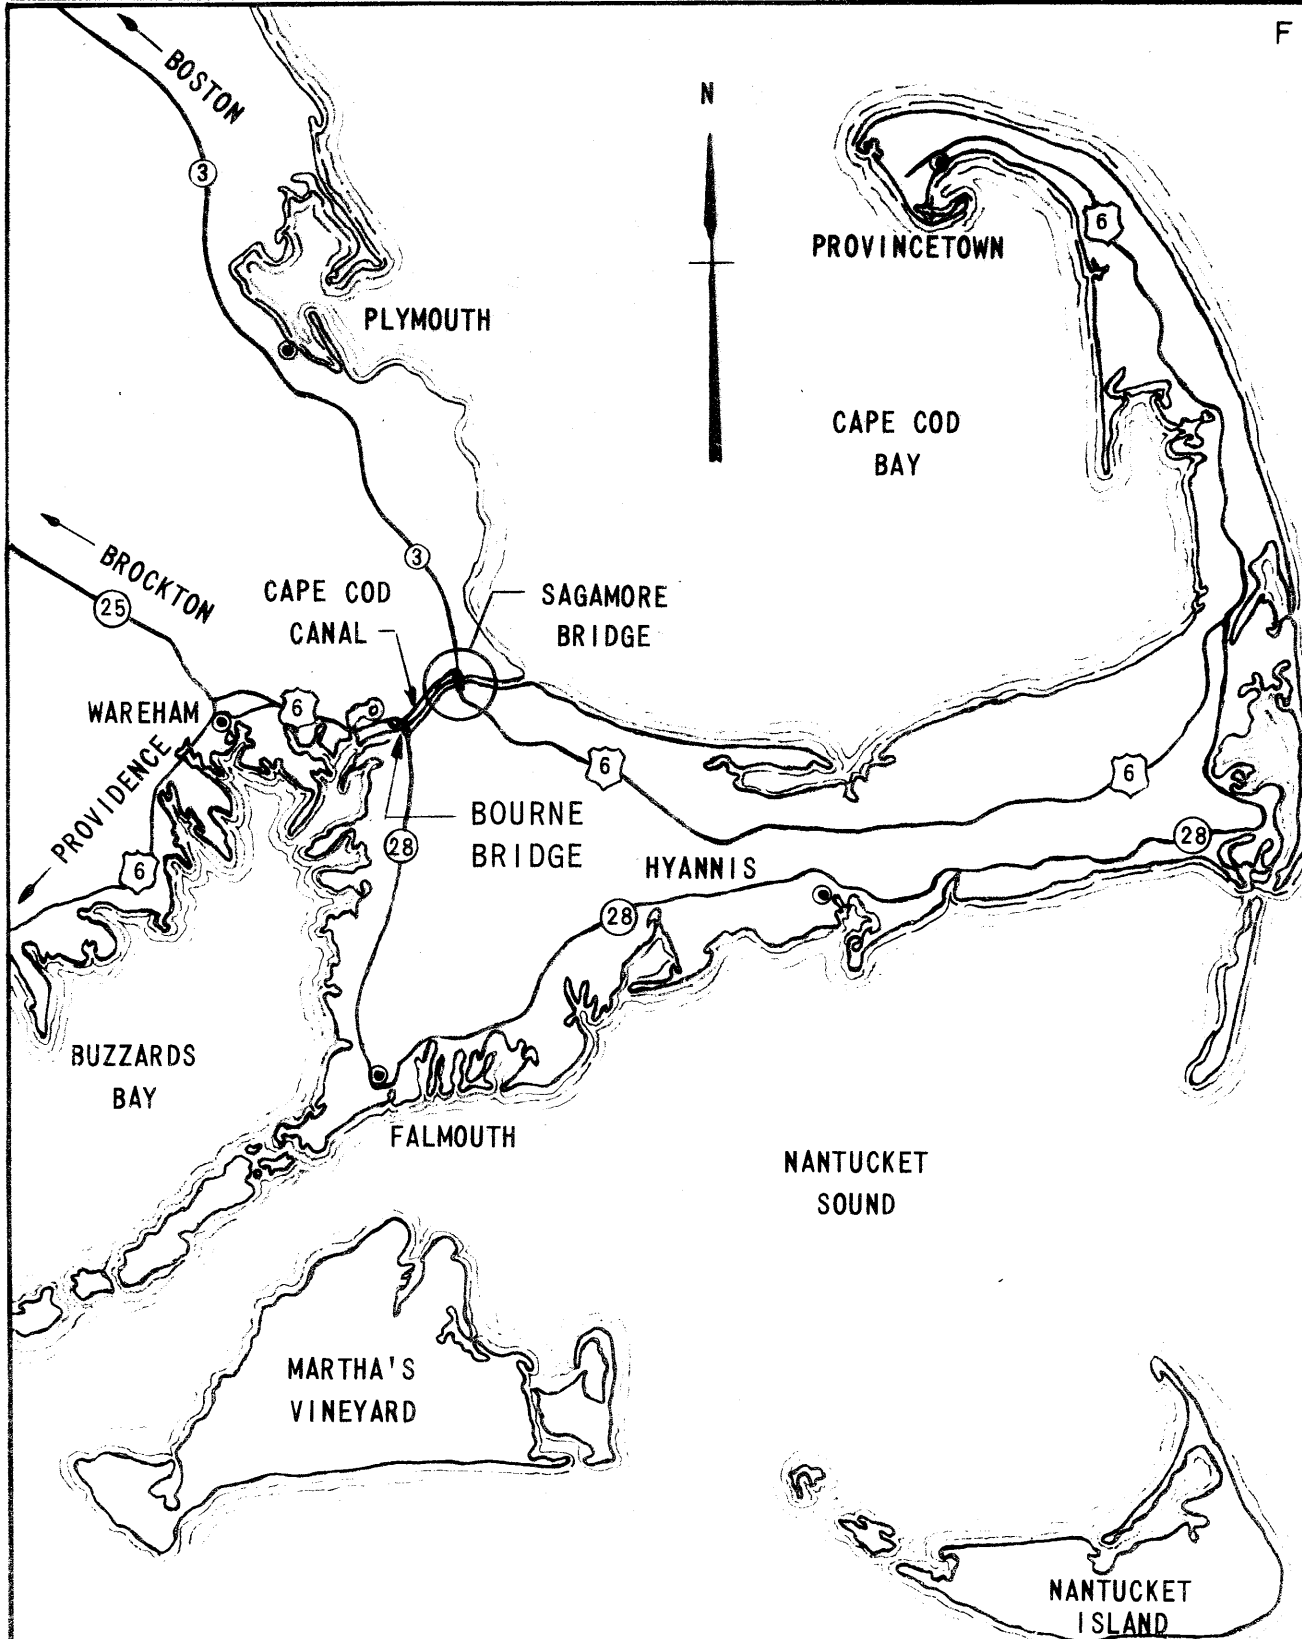 F
BOSTON
N
3
6
PROVINCETOWN
PLYMOUTH
CAPE COD
BAY
BROCKTON
3
25
CAPE COD
CANAL
SAGAMORE
BRIDGE
WAREHAM
6
6
6
PROVIDENCE
BOURNE
BRIDGE
28
28
6
HYANNIS
28
BUZZARDS
BAY
FALMOUTH
NANTUCKET
SOUND
MARTHA'S
VINEYARD
NANTUCKET
ISLAND